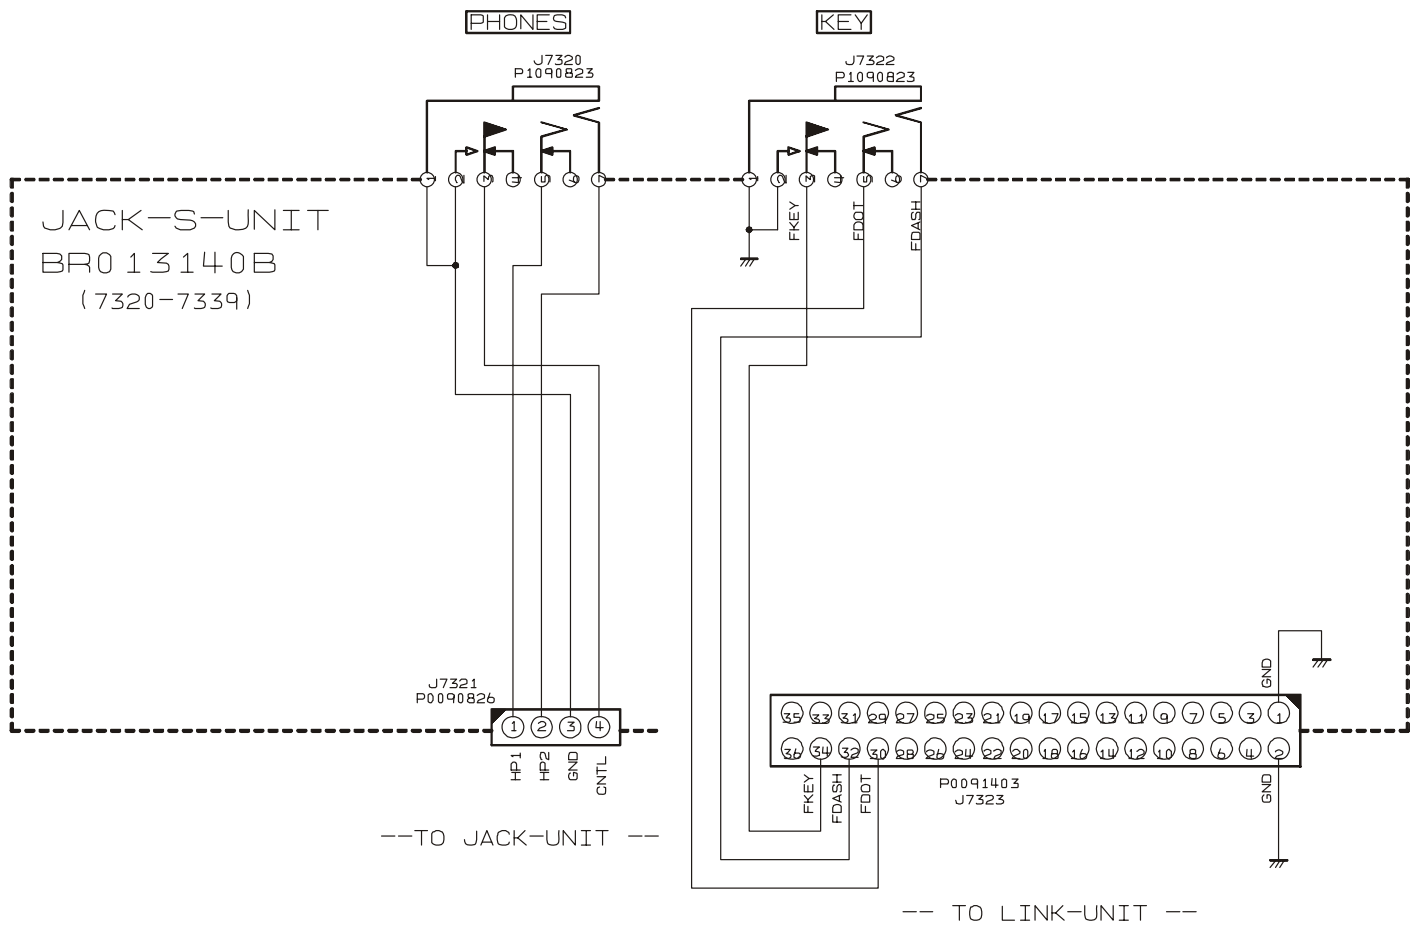 PHONES
KEY
J7320
P1090823
J7322
P1090823
1 2 3 4 5 6 7
1 2 3 4 5 6 7
JACK-S-UNIT
BR013140B
(7320-7339)
FKEY
FDOT
FDASH
GND
J7321
P0090826
1 2 3 4
HP1
HP2
GND
CNTL
35 33 31 29 27 25 23 21 19 17 15 13 11 9 7 5 3 1
36 34 32 30 28 26 24 22 20 18 16 14 12 10 8 6 4 2
FKEY
FDASH
FDOT
P0091403
J7323
GND
--TO JACK-UNIT --
-- TO LINK-UNIT --